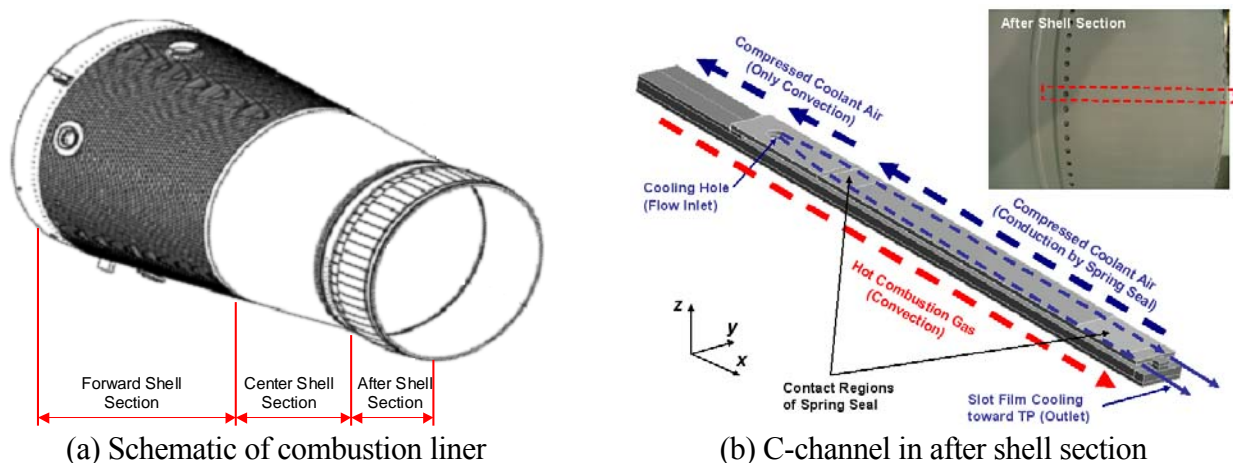 Forward Shell
Section
Center Shell
Section
After Shell
Section
(a) Schematic of combustion liner
After Shell Section
Compressed Coolant Air
(Only Convection)
Cooling Hole
(Flow Inlet)
Compressed Coolant Air
(Conduction by Spring Seal)
Hot Combustion Gas
(Convection)
z
y
x
Contact Regions
of Spring Seal
Slot Film Cooling
toward TP (Outlet)
(b) C-channel in after shell section